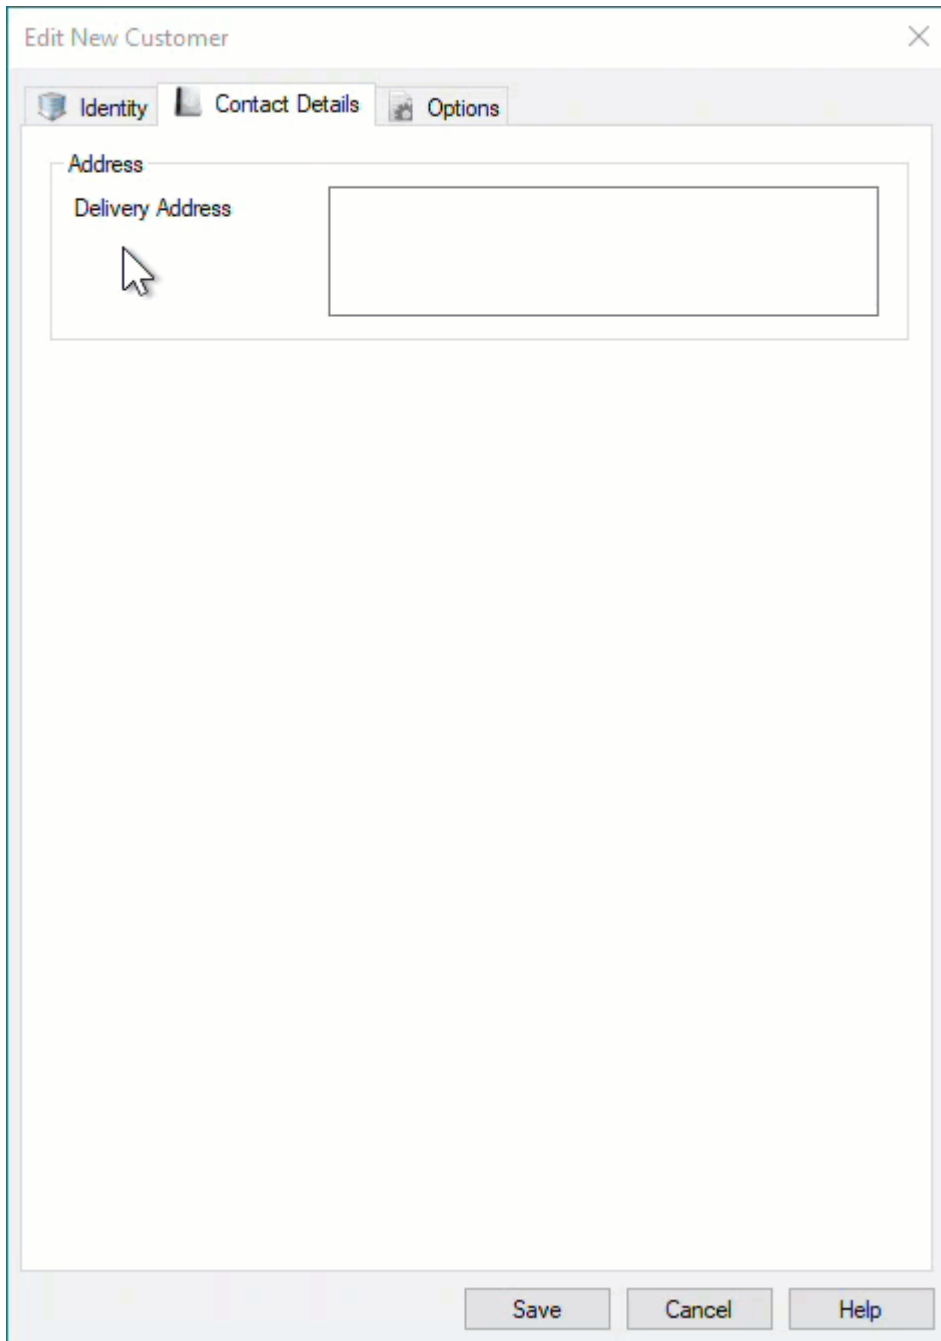 Edit New Customer
Identity Contact Details Options
Address
Delivery Address
Save Cancel Help